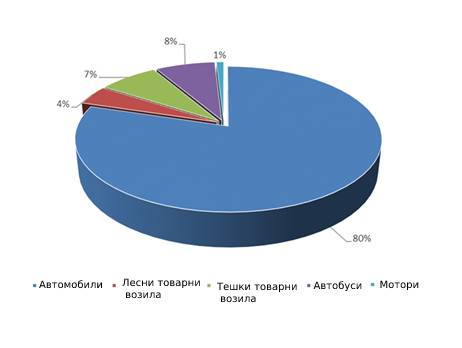 8%
1%
7%
4%
80%
Автомобили
Лесни товарни
возила
Тешки товарни
возила
Автобуси
Мотори